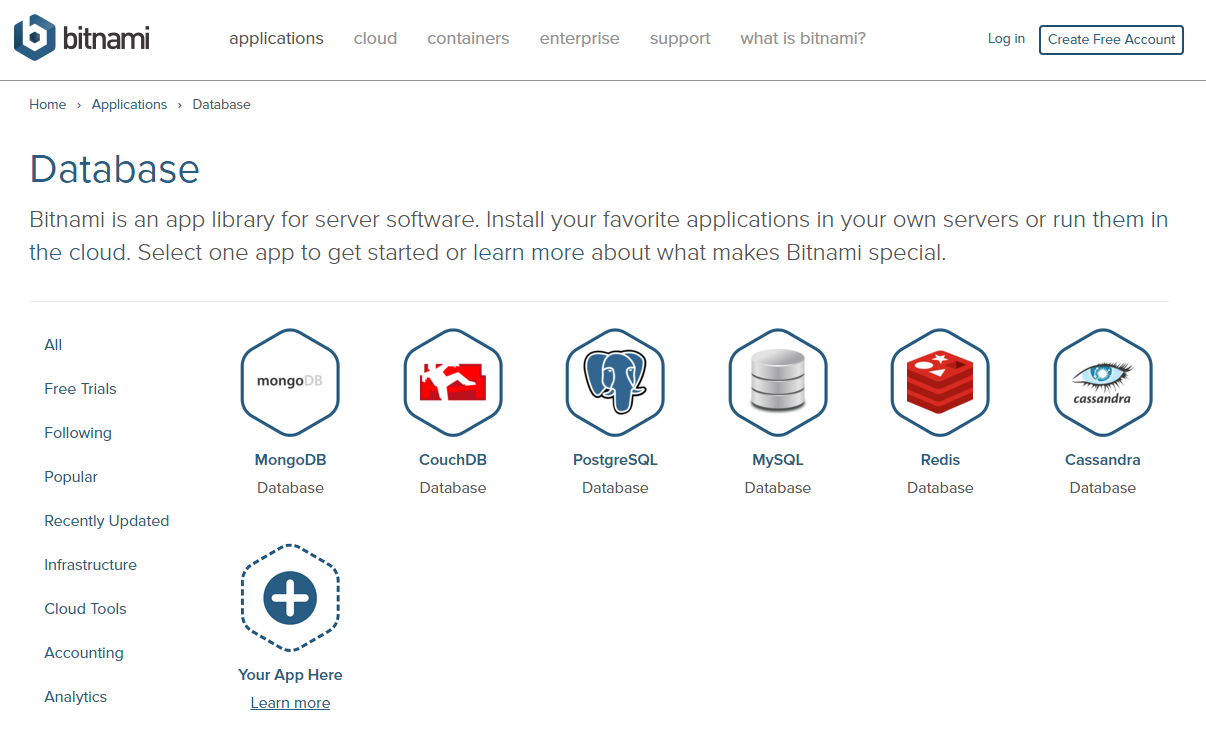 bitnami
applications cloud containers enterprise support what is bitnami? Log in Create Free Account
Home › Applications › Database
Database
Bitnami is an app library for server software. Install your favorite applications in your own servers or run them in
the cloud. Select one app to get started or learn more about what makes Bitnami special.
All
Free Trials
Following
Popular
Recently Updated
Infrastructure
Cloud Tools
Accounting
Analytics
mongoDB
cassandra
MongoDB CouchDB PostgreSQL MySQL Redis Cassandra
Database Database Database Database Database Database
Your App Here
Learn more